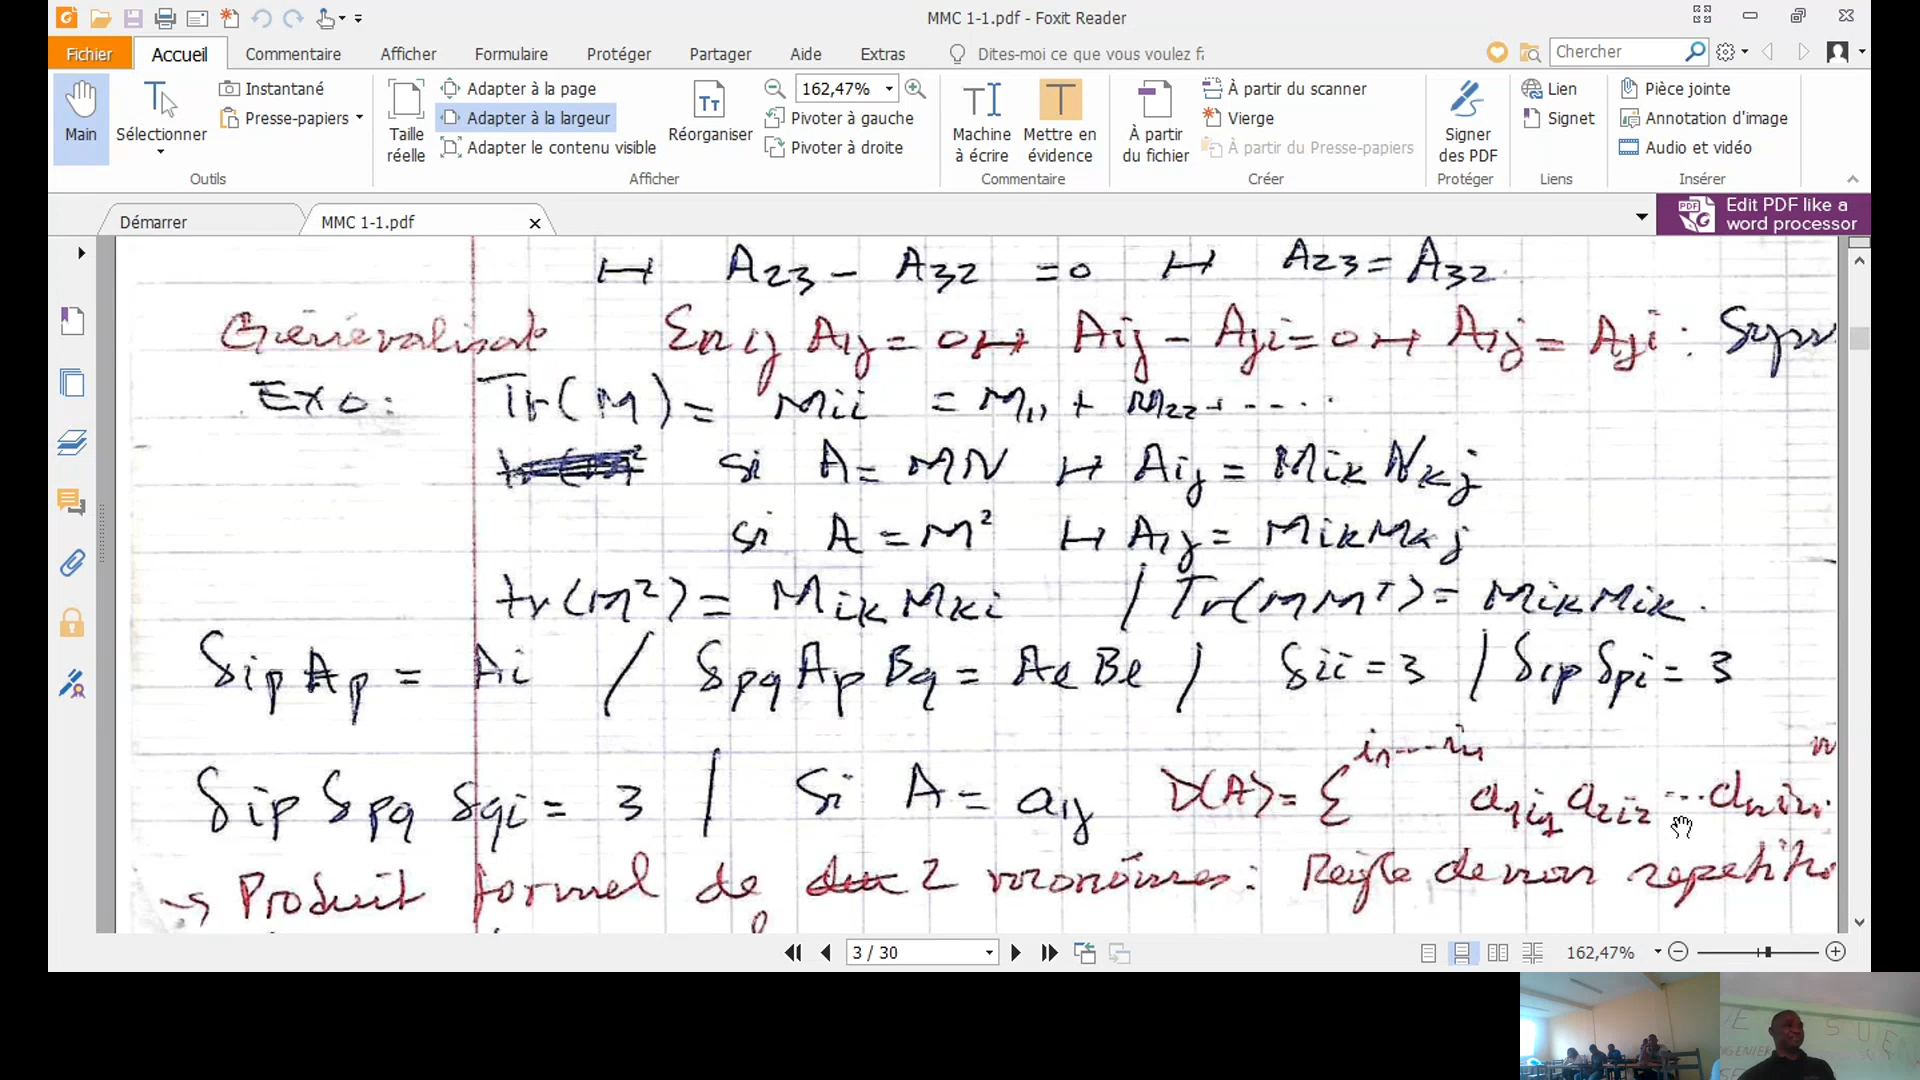 MMC 1-1.pdf - Foxit Reader
Fichier Accueil Commentaire Afficher Formulaire Protéger Partager Aide Extras Dites-moi ce que vous voulez f: Chercher
Main
Sélectionner
Instantané
Presse-papiers
Outils
Taille réelle
Adapter à la page
Adapter à la largeur
Adapter le contenu visible
Réorganiser
162,47%
Pivoter à gauche
Pivoter à droite
Afficher
Machine à écrire
Mettre en évidence
Commentaire
À partir du fichier
À partir du scanner
Vierge
À partir du Presse-papiers
Créer
Signer des PDF
Protéger
Lien
Signet
Liens
Pièce jointe
Annotation d'image
Audio et vidéo
Insérer
Démarrer MMC 1-1.pdf
Edit PDF like a
word processor
↦ A23 - A32 = 0 ↦ A23 = A32
Aij = 0 ↦ Aij - Aji = 0 ↦ Aij = Aji :
Exo: Tr(M) = Mii = M11 + M22 + ....
si A = MN ↦ Aij = Mik Nkj
si A = M² ↦ Aij = Mik Mkj
tr(M²) = Mik Mki / Tr(MMᵀ) = Mik Mik.
δip Ap = Ai / δpq Ap Bq = Aℓ Bℓ / δii = 3 / δip δpi = 3
δip δpq δqi = 3 / Si A = aij D(A) =
→ Produit formel de 2 monômes: Règle de non
3 / 30
162,47%